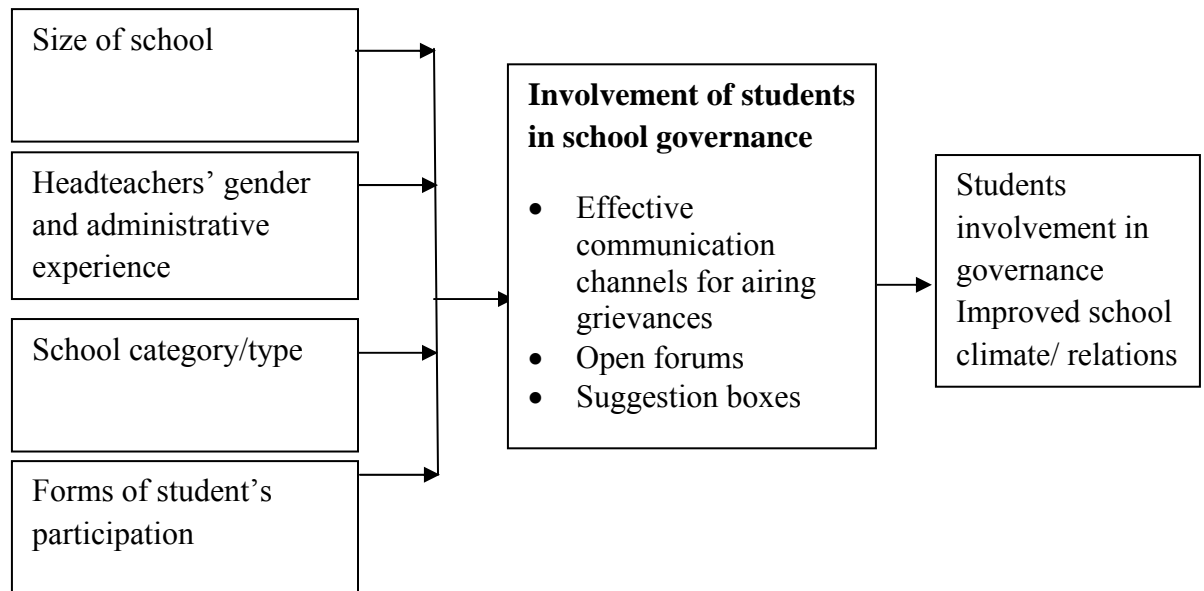 Size of school
Headteachers’ gender
and administrative
experience
School category/type
Forms of student’s
participation
Involvement of students
in school governance
• Effective
communication
channels for airing
grievances
• Open forums
• Suggestion boxes
Students
involvement in
governance
Improved school
climate/ relations